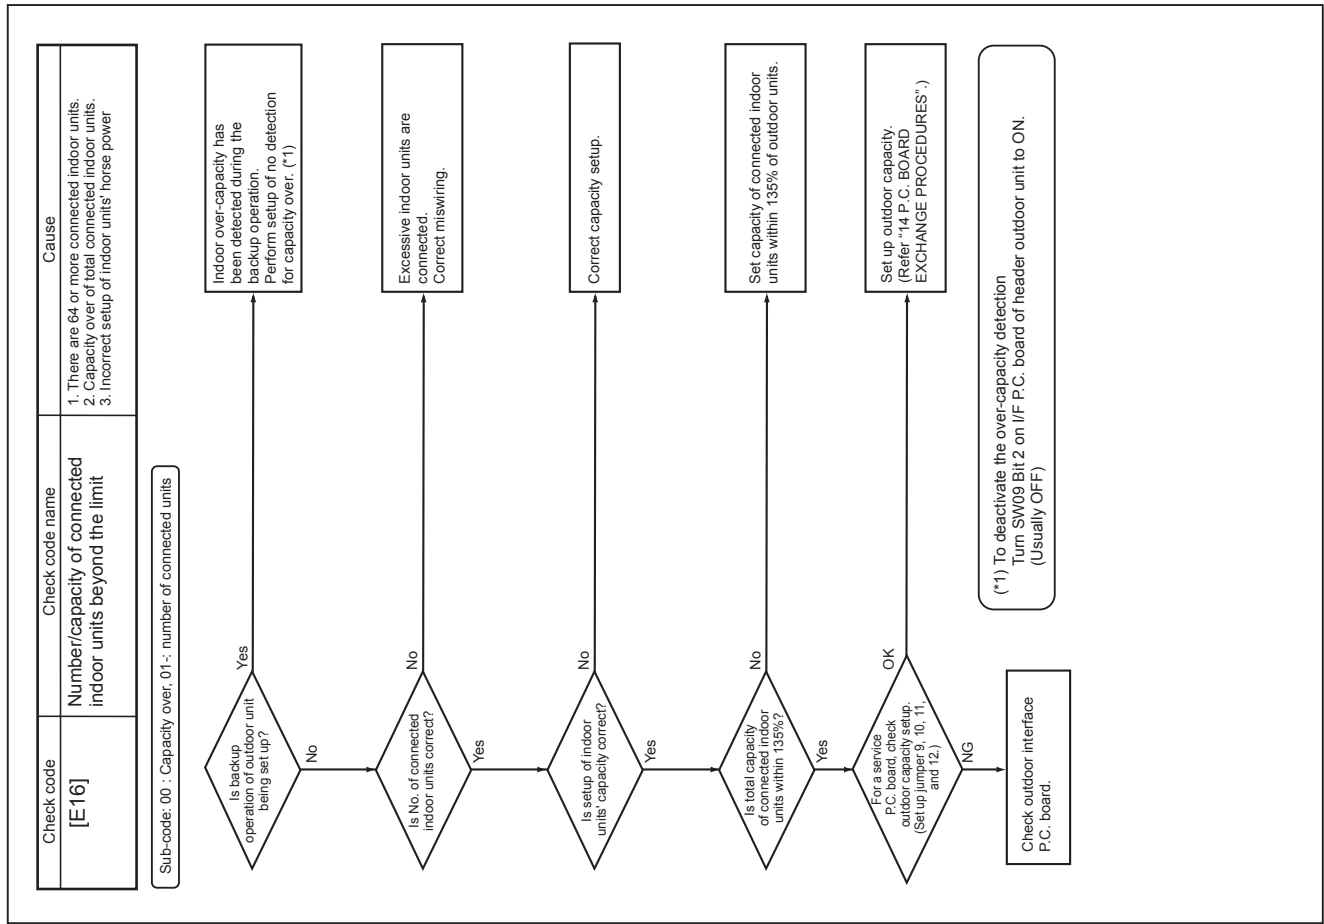 Check code
Check code name
Cause
[E16]
Number/capacity of connected
indoor units beyond the limit
1. There are 64 or more connected indoor units.
2. Capacity over of total connected indoor units.
3. Incorrect setup of indoor units' horse power
Sub-code: 00 : Capacity over, 01-: number of connected units
Is backup
operation of outdoor unit
being set up?
Yes
Indoor over-capacity has
been detected during the
backup operation.
Perform setup of no detection
for capacity over. (*1)
No
Is No. of connected
indoor units correct?
No
Excessive indoor units are
connected.
Correct miswiring.
Yes
Is setup of indoor
units' capacity correct?
No
Correct capacity setup.
Yes
Is total capacity
of connected indoor
units within 135%?
No
Set capacity of connected indoor
units within 135% of outdoor units.
Yes
For a service
P.C. board, check
outdoor capacity setup.
(Set up jumper 9, 10, 11,
and 12.)
OK
Set up outdoor capacity.
(Refer “14 P.C. BOARD
EXCHANGE PROCEDURES”.)
NG
Check outdoor interface
P.C. board.
(*1) To deactivate the over-capacity detection
Turn SW09 Bit 2 on I/F P.C. board of header outdoor unit to ON.
(Usually OFF)